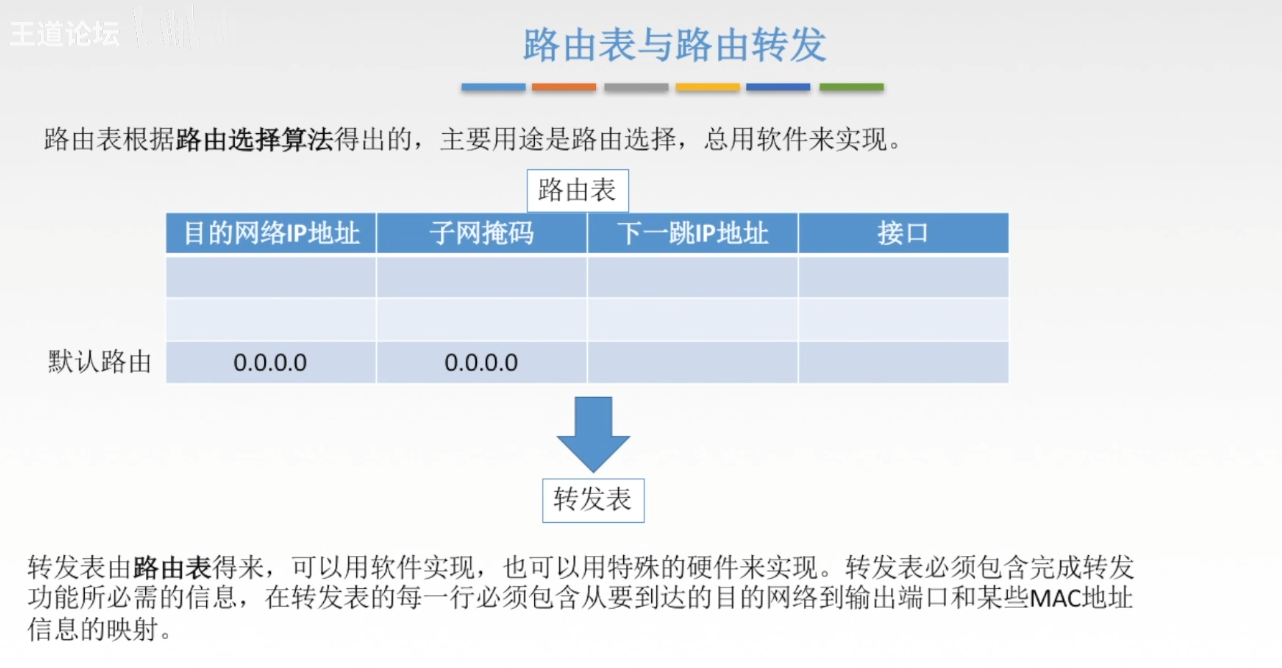 王道论坛
路由表与路由转发
路由表根据路由选择算法得出的，主要用途是路由选择，总用软件来实现。
路由表
目的网络IP地址 子网掩码 下一跳IP地址 接口
默认路由 0.0.0.0 0.0.0.0
转发表
转发表由路由表得来，可以用软件实现，也可以用特殊的硬件来实现。转发表必须包含完成转发
功能所必需的信息，在转发表的每一行必须包含从要到达的目的网络到输出端口和某些MAC地址
信息的映射。